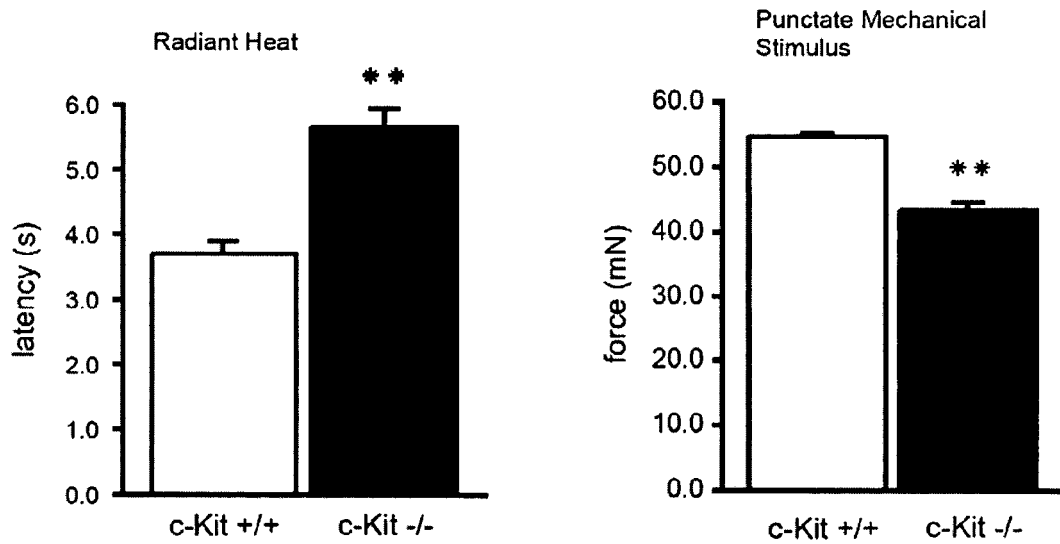 Radiant Heat
**
6.0
5.0
4.0
3.0
2.0
1.0
0.0
latency (s)
c-Kit +/+ c-Kit -/-
Punctate Mechanical
Stimulus
**
60.0
50.0
40.0
30.0
20.0
10.0
0.0
force (mN)
c-Kit +/+ c-Kit -/-